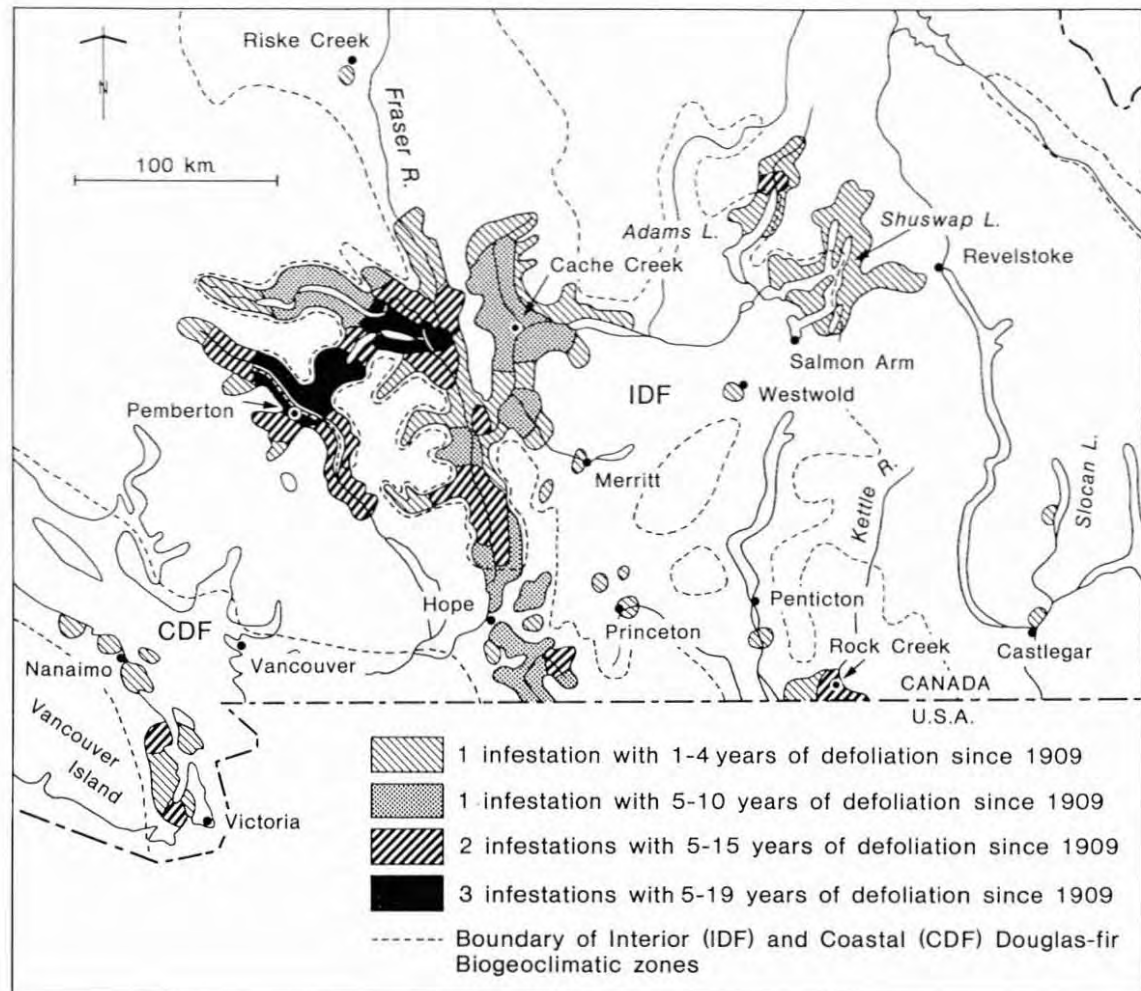 Riske Creek
N
Fraser R.
100 km
Adams L.
Shuswap L.
Cache Creek
Revelstoke
Salmon Arm
IDF
Westwold
Pemberton
Merritt
Kettle R.
Slocan L.
Hope
Princeton
Penticton
CDF
Vancouver
Nanaimo
Rock Creek
Castlegar
CANADA
U.S.A.
Vancouver
Island
Victoria
1 infestation with 1-4 years of defoliation since 1909
1 infestation with 5-10 years of defoliation since 1909
2 infestations with 5-15 years of defoliation since 1909
3 infestations with 5-19 years of defoliation since 1909
Boundary of Interior (IDF) and Coastal (CDF) Douglas-fir
Biogeoclimatic zones